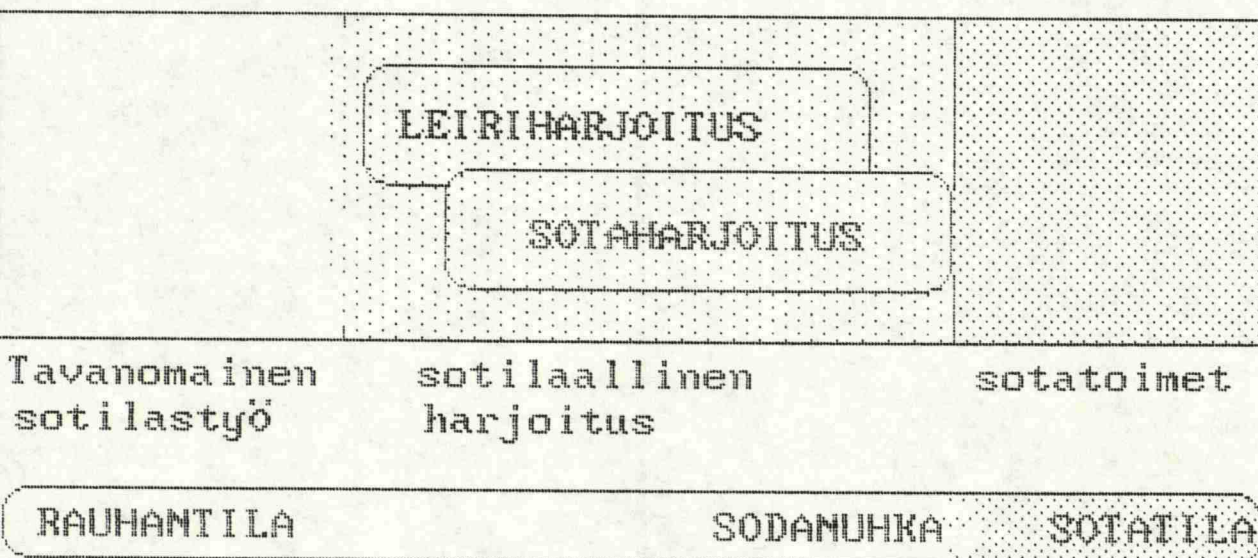 LEIRIHARJOITUS
SOTAHARJOITUS
Tavanomainen sotilaallinen sotatoimet
sotilastyö harjoitus
RAUHANTILA SODANUHKA SOTATILA